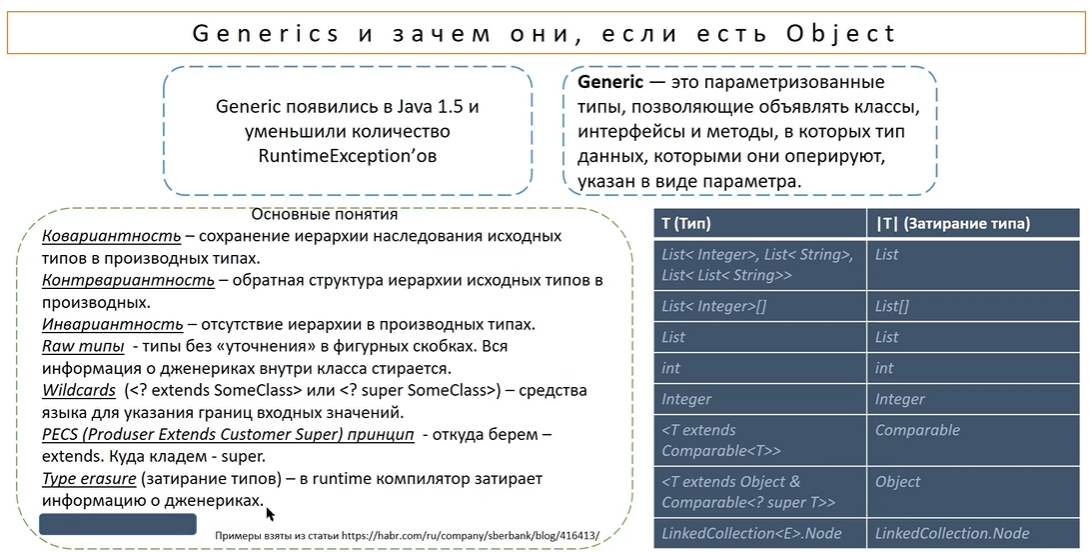 Generics и зачем они, если есть Object
Generic появились в Java 1.5 и
уменьшили количество
RuntimeException’ов
Generic — это параметризованные
типы, позволяющие объявлять классы,
интерфейсы и методы, в которых тип
данных, которыми они оперируют,
указан в виде параметра.
Основные понятия
Ковариантность – сохранение иерархии наследования исходных
типов в производных типах.
Контрвариантность – обратная структура иерархии исходных типов в
производных.
Инвариантность – отсутствие иерархии в производных типах.
Raw типы - типы без «уточнения» в фигурных скобках. Вся
информация о дженериках внутри класса стирается.
Wildcards (<? extends SomeClass> или <? super SomeClass>) – средства
языка для указания границ входных значений.
PECS (Produser Extends Customer Super) принцип - откуда берем –
extends. Куда кладем - super.
Type erasure (затирание типов) – в runtime компилятор затирает
информацию о дженериках.
Примеры взяты из статьи https://habr.com/ru/company/sberbank/blog/416413/
T (Тип) |T| (Затирание типа)
List< Integer>, List< String>, List
List< List< String>>
List< Integer>[] List[]
List List
int int
Integer Integer
<T extends Comparable
Comparable<T>>
<T extends Object & Object
Comparable<? super T>>
LinkedCollection<E>.Node LinkedCollection.Node